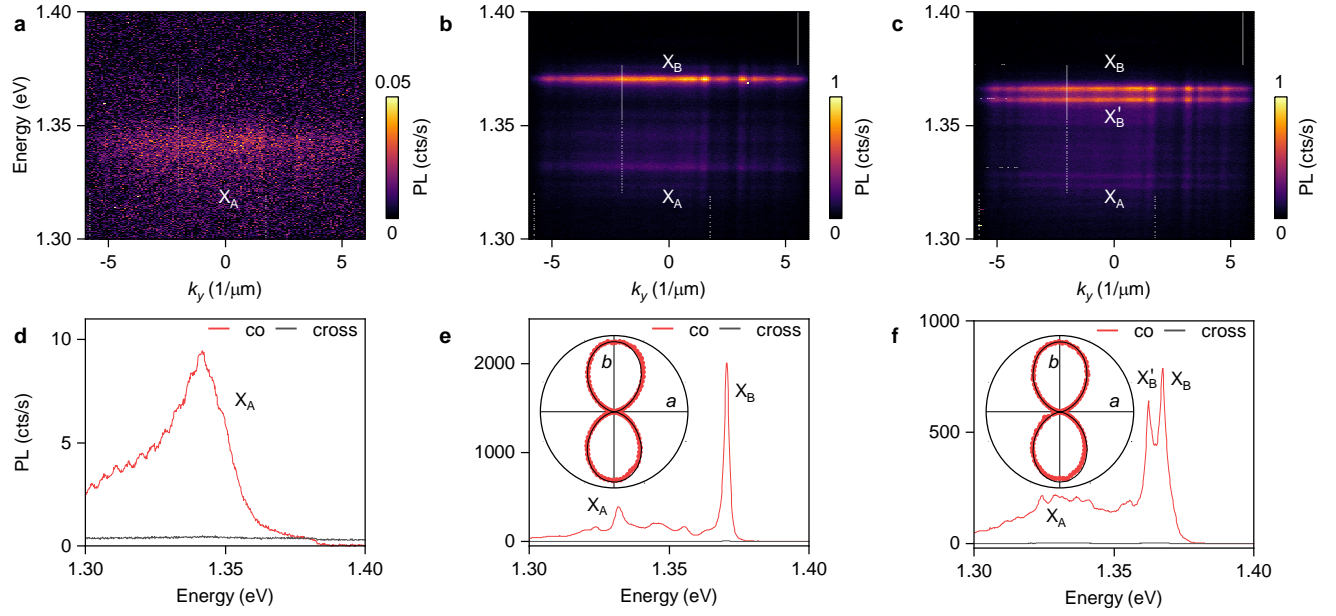 a
1.40
1.35
1.30
Energy (eV)
X_A
-5 0 5
k_y (1/μm)
0.05
0
PL (cts/s)
b
X_B
X_A
-5 0 5
k_y (1/μm)
1
0
PL (cts/s)
c
X_B
X'_B
X_A
-5 0 5
k_y (1/μm)
1
0
PL (cts/s)
1.40
1.35
1.30
1.40
1.35
1.30
d
co cross
10
5
0
PL (cts/s)
X_A
1.30 1.35 1.40
Energy (eV)
e
co cross
2000
1000
0
b
a
X_B
X_A
1.30 1.35 1.40
Energy (eV)
f
co cross
1000
500
0
b
a
X'_B X_B
X_A
1.30 1.35 1.40
Energy (eV)